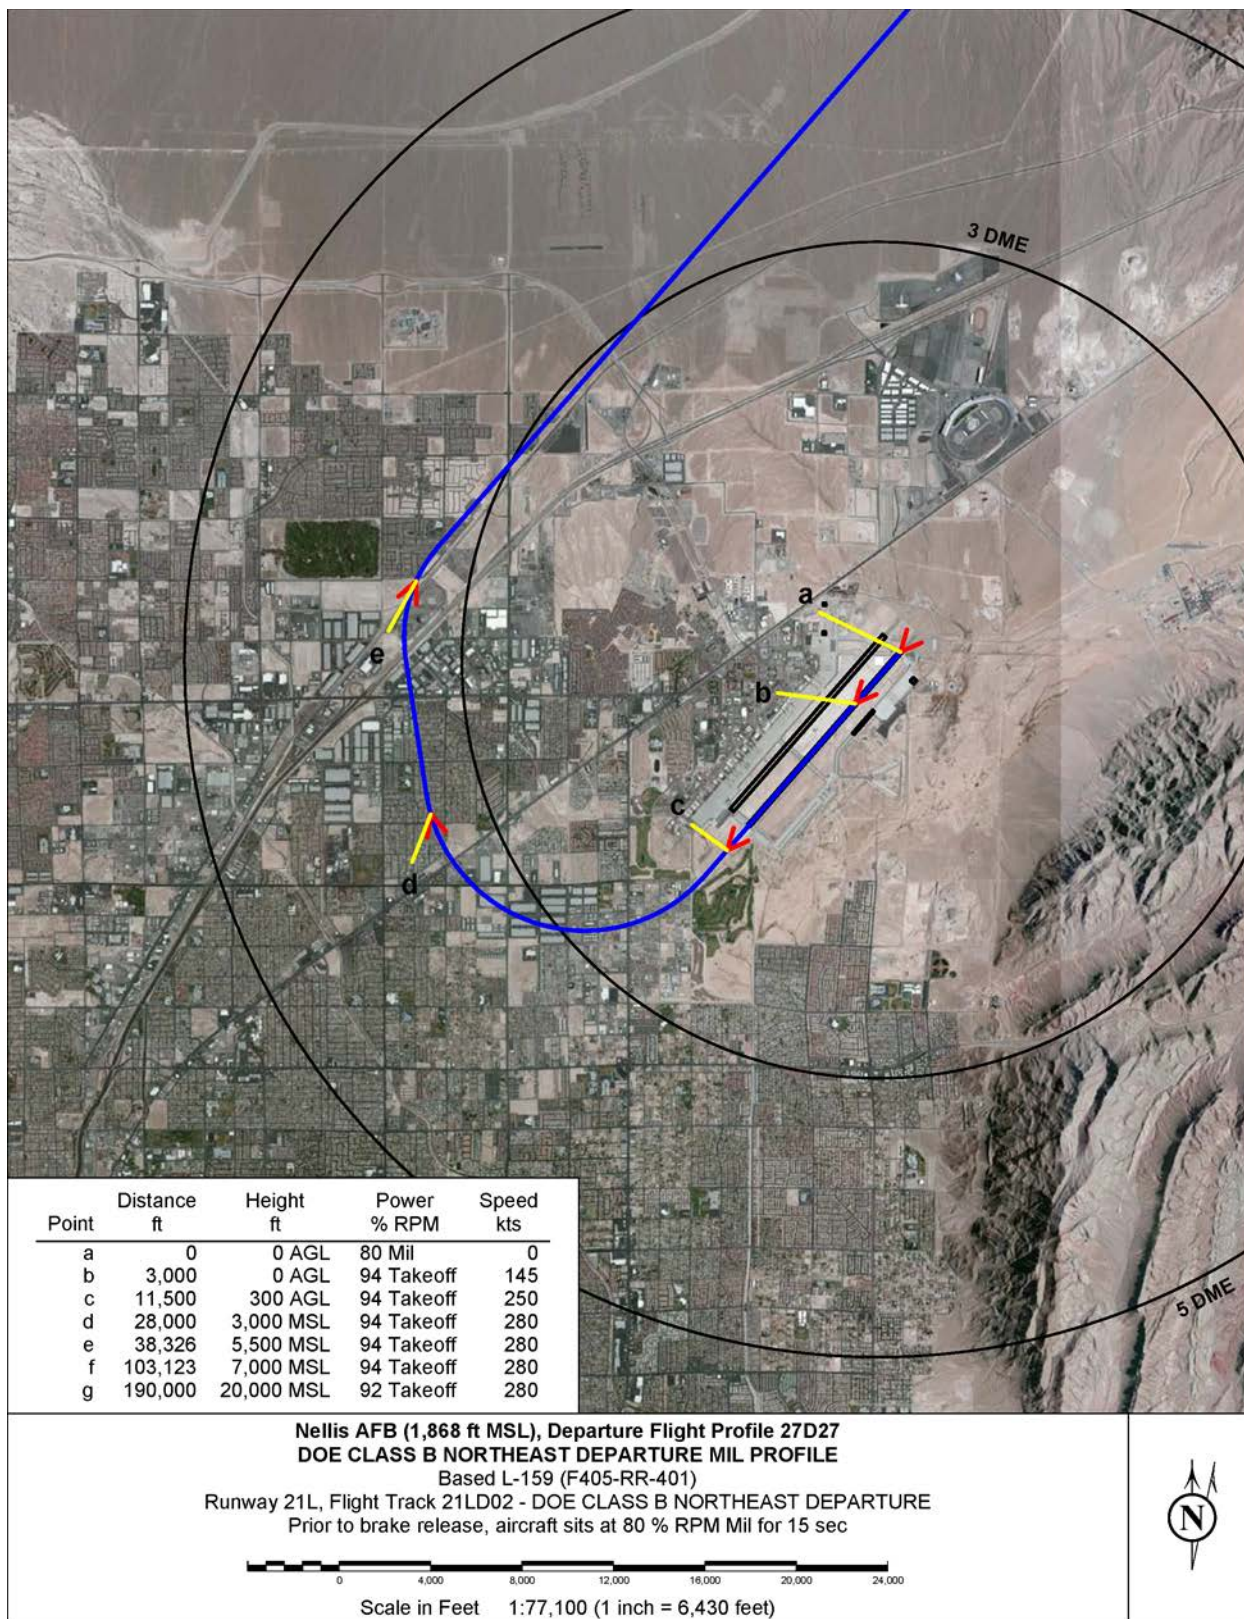 3 DME
a
b
c
d
e
5 DME
Point Distance ft Height ft Power % RPM Speed kts
a 0 0 AGL 80 Mil 0
b 3,000 0 AGL 94 Takeoff 145
c 11,500 300 AGL 94 Takeoff 250
d 28,000 3,000 MSL 94 Takeoff 280
e 38,326 5,500 MSL 94 Takeoff 280
f 103,123 7,000 MSL 94 Takeoff 280
g 190,000 20,000 MSL 92 Takeoff 280
Nellis AFB (1,868 ft MSL), Departure Flight Profile 27D27
DOE CLASS B NORTHEAST DEPARTURE MIL PROFILE
Based L-159 (F405-RR-401)
Runway 21L, Flight Track 21LD02 - DOE CLASS B NORTHEAST DEPARTURE
Prior to brake release, aircraft sits at 80 % RPM Mil for 15 sec
0 4,000 8,000 12,000 16,000 20,000 24,000
Scale in Feet 1:77,100 (1 inch = 6,430 feet)
N